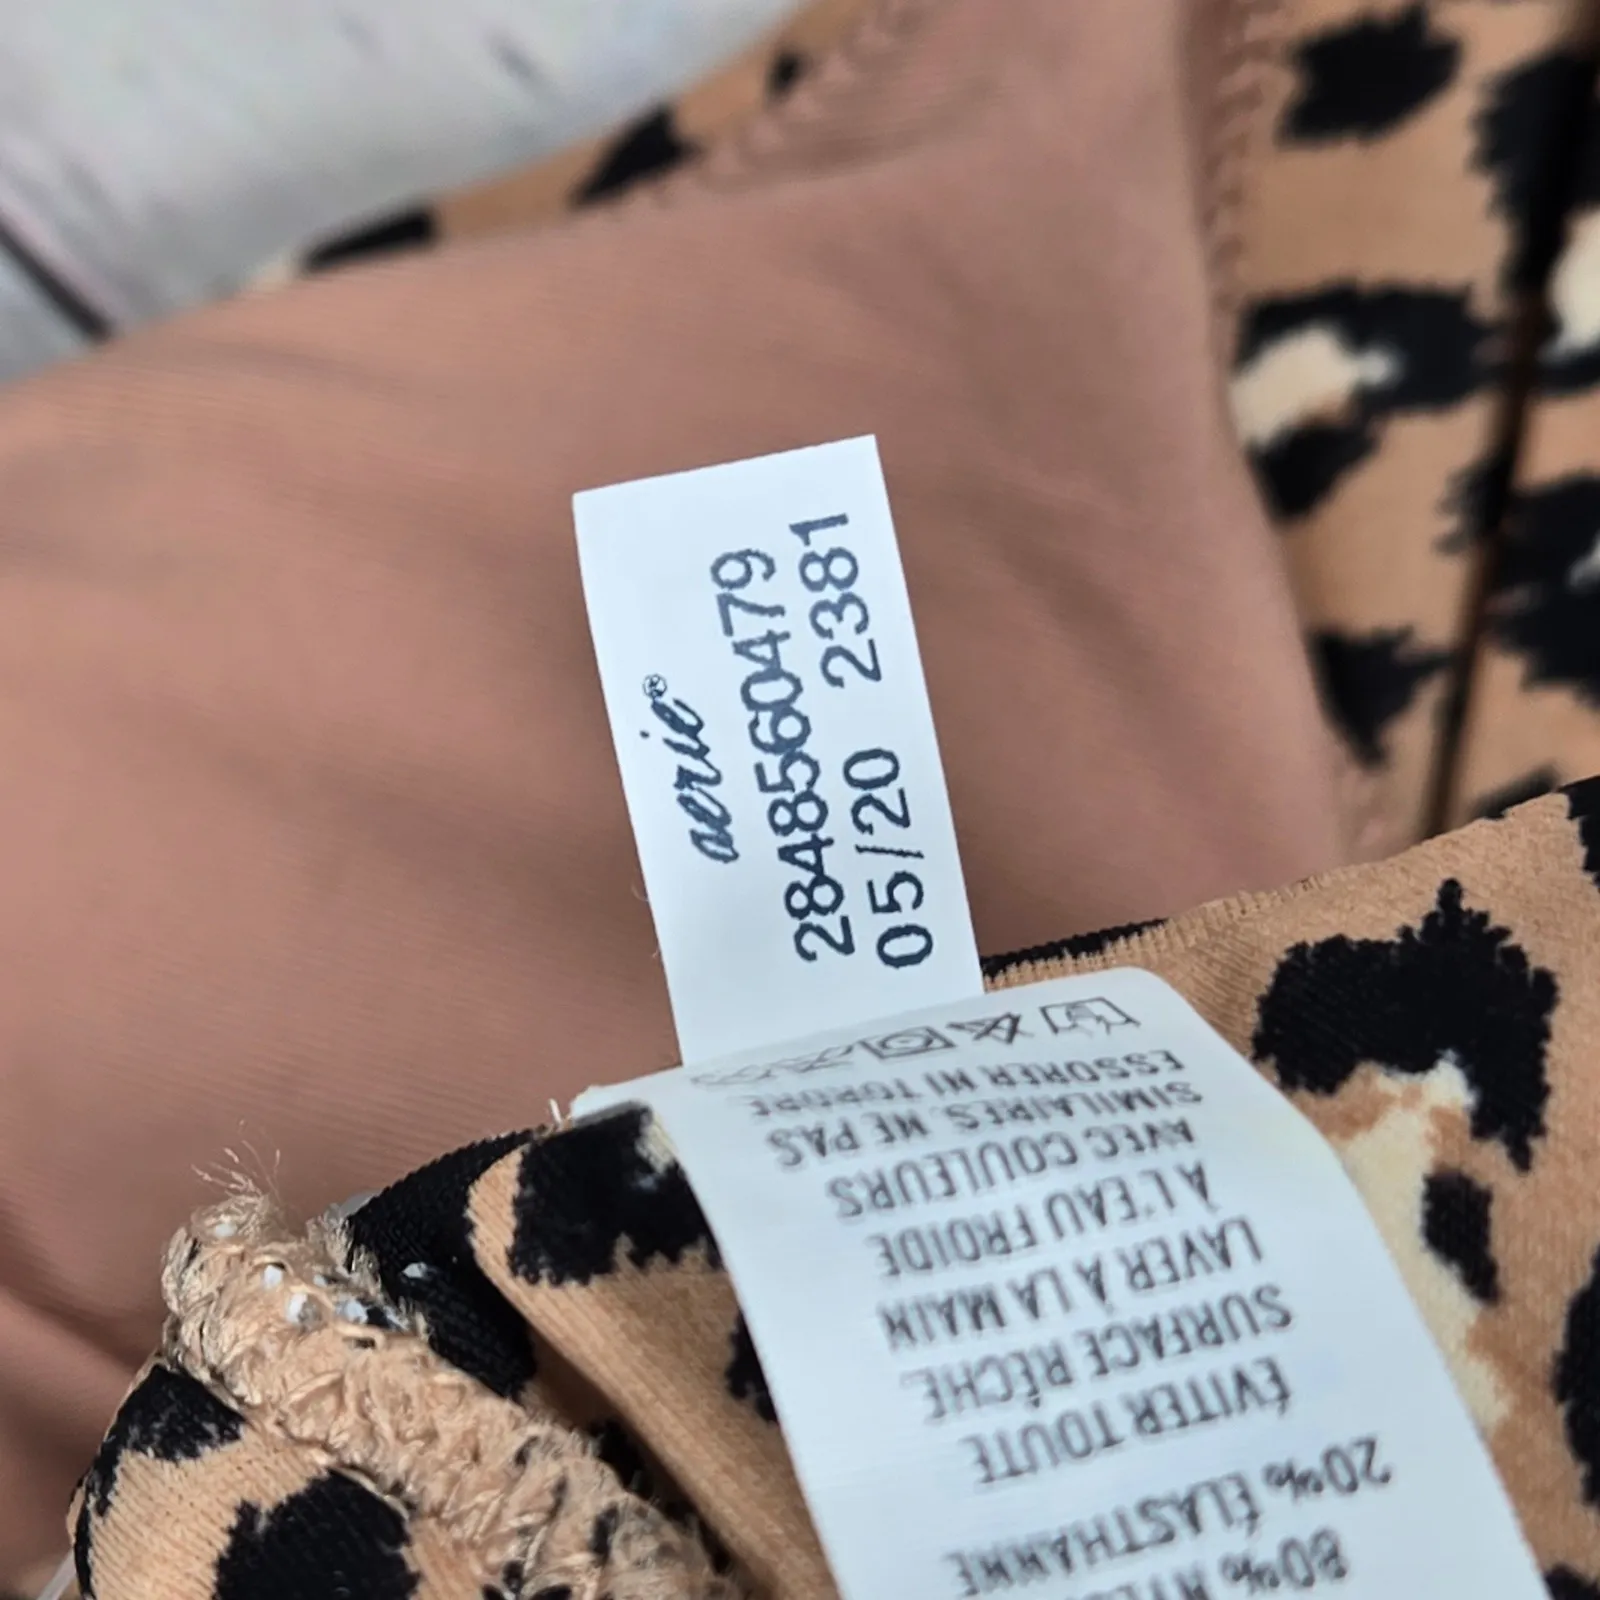 aerie®
2848560479
05/20 2381
80%
20% ÉLASTHANNE
ÉVITER TOUTE
SURFACE RÊCHE.
LAVER À LA MAIN
À L'EAU FROIDE
AVEC COULEURS
SIMILAIRES. NE PAS
ESSORER NI TORDRE